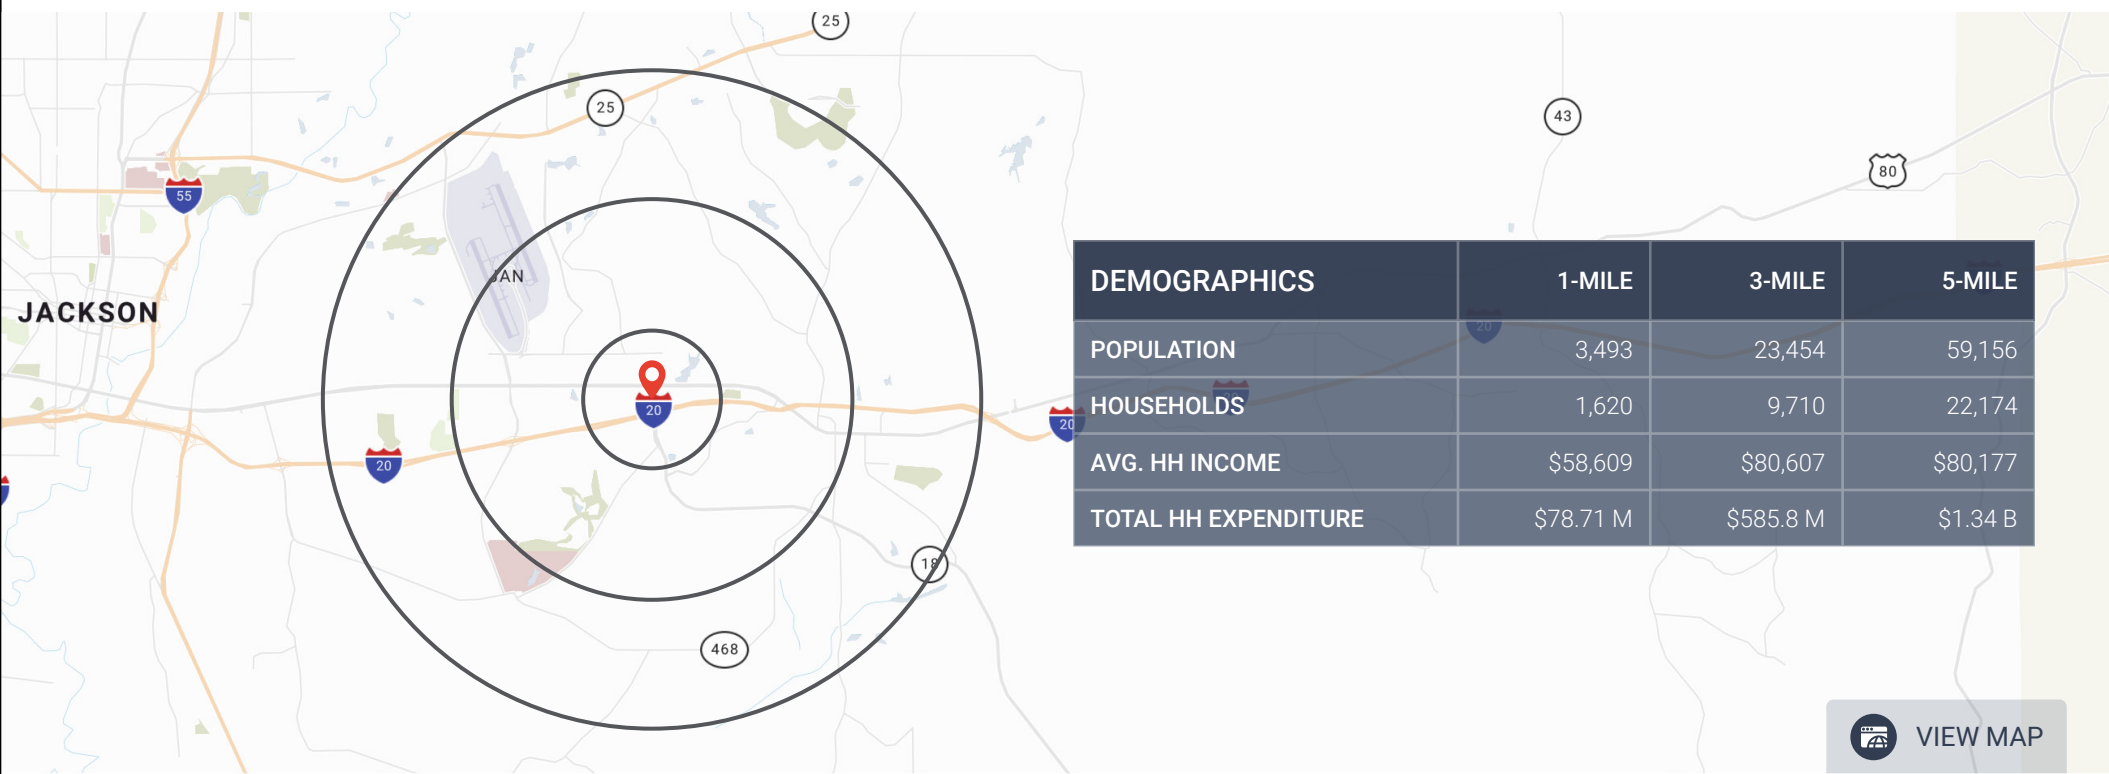 25
25
43
80
55
JAN
JACKSON
20
20
20
20
18
468
DEMOGRAPHICS 1-MILE 3-MILE 5-MILE
POPULATION 3,493 23,454 59,156
HOUSEHOLDS 1,620 9,710 22,174
AVG. HH INCOME $58,609 $80,607 $80,177
TOTAL HH EXPENDITURE $78.71 M $585.8 M $1.34 B
VIEW MAP